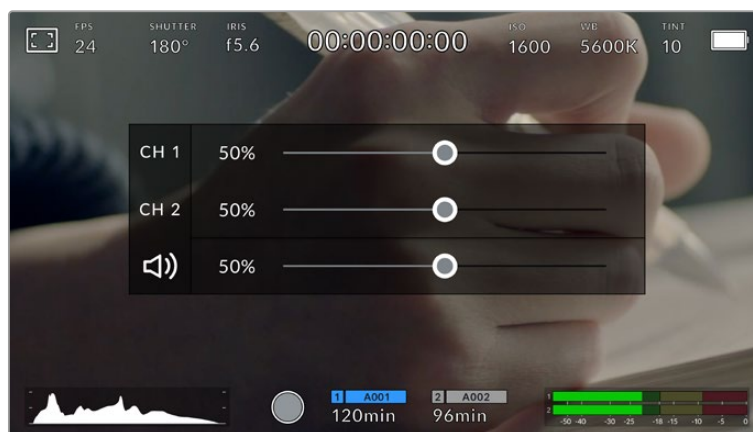 FPS SHUTTER IRIS ISO WB TINT
24 180° f5.6 00:00:00:00 1600 5600K 10
CH 1 50%
CH 2 50%
50%
1 A001 2 A002
120min 96min
1
2
-50 -40 -30 -25 -18 -15 -10 -5 0